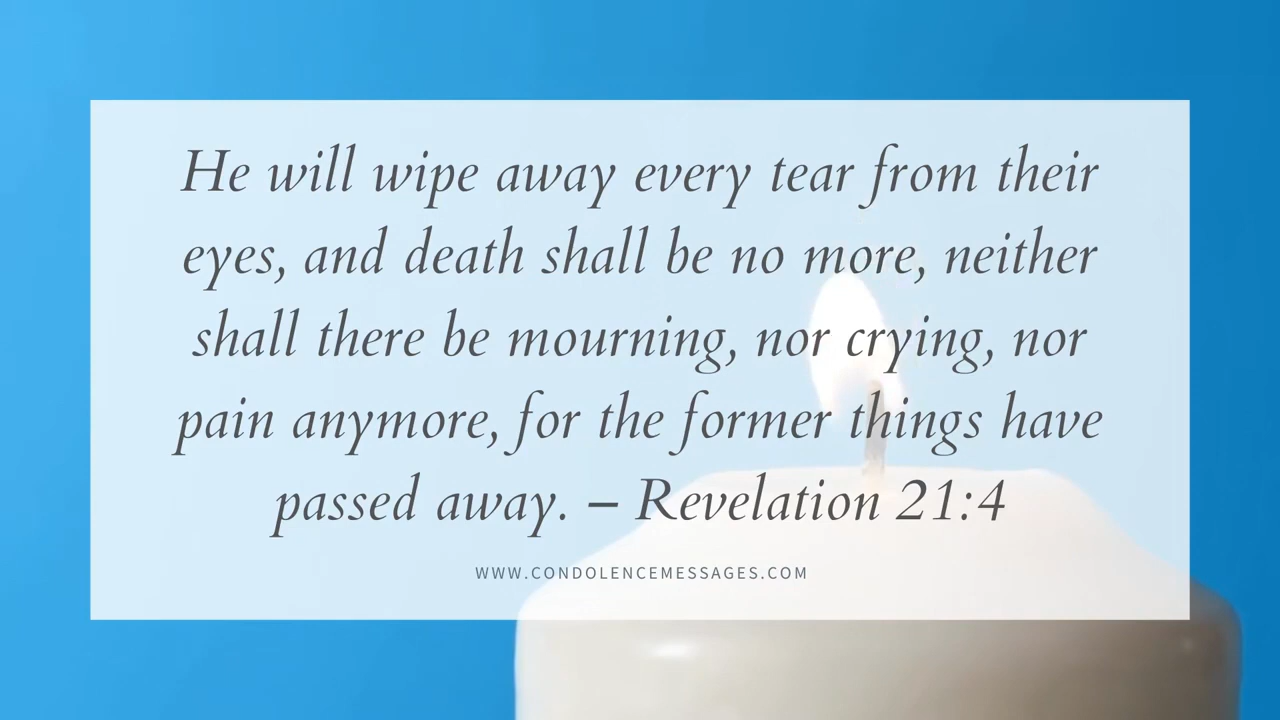 He will wipe away every tear from their
eyes, and death shall be no more, neither
shall there be mourning, nor crying, nor
pain anymore, for the former things have
passed away. – Revelation 21:4
WWW.CONDOLENCEMESSAGES.COM